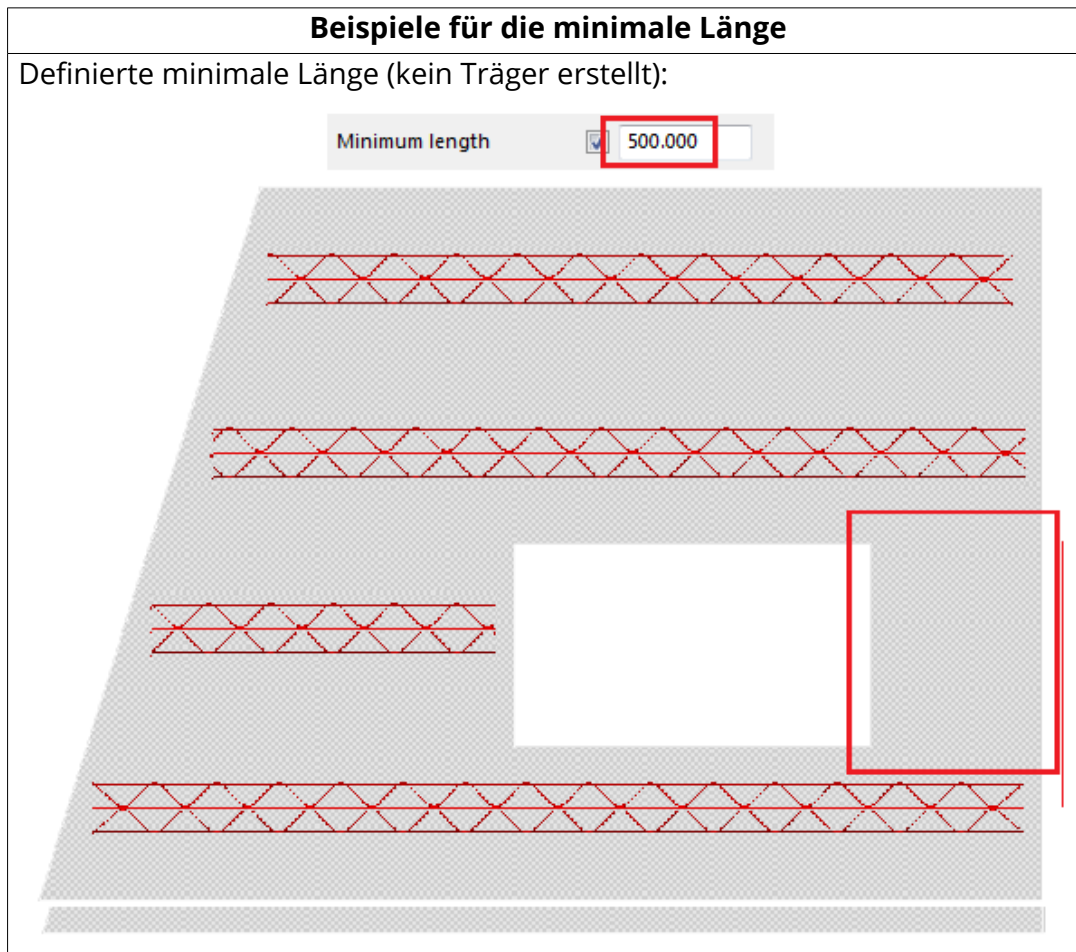 Beispiele für die minimale Länge
Definierte minimale Länge (kein Träger erstellt):
Minimum length 500.000